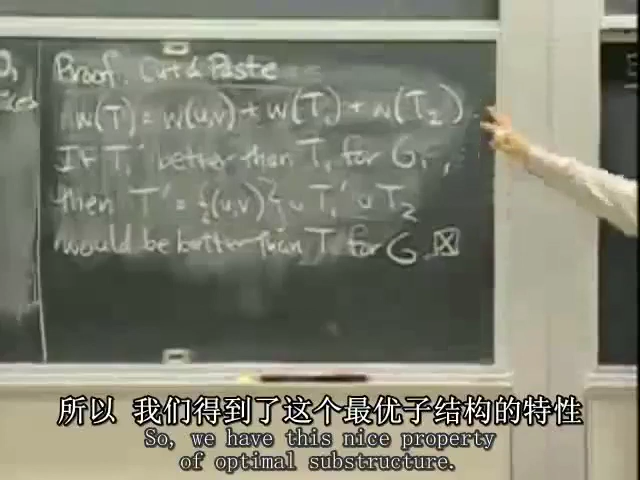 Proof. Cut & Paste
w(T) = w(u,v) + w(T₁) + w(T₂).
If T₁' better than T₁ for G₁,
then T' = {(u,v)} ∪ T₁' ∪ T₂
would be better than T for G. ☒
所以 我们得到了这个最优子结构的特性
So, we have this nice property
of optimal substructure.